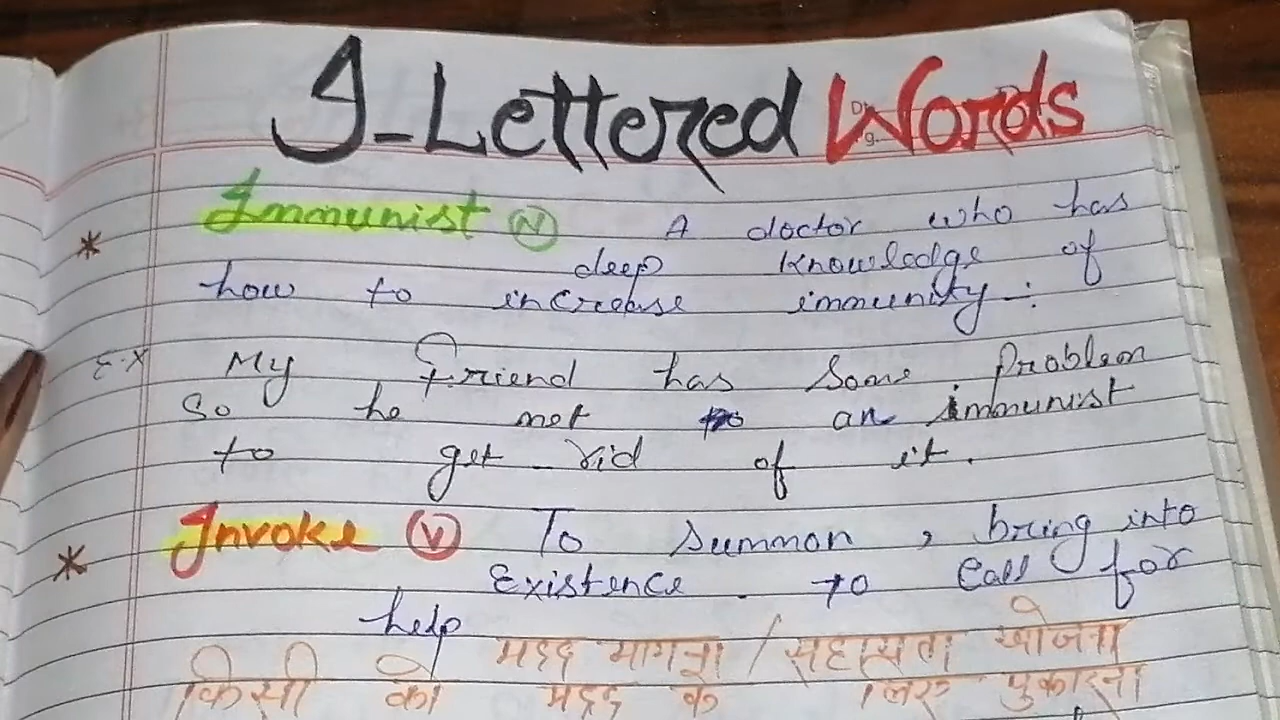 I-Lettered Words
* Immunist (N) A doctor who has
deep knowledge of
how to increase immunity -:
Ex My friend has Some Problem
So he met to an immunist
to get rid of it.
* Invoke (V) To Summon, bring into
Existence. to Call for
help
मदद मागना / सहायता खोजना
किसी को मदद के लिए पुकारना